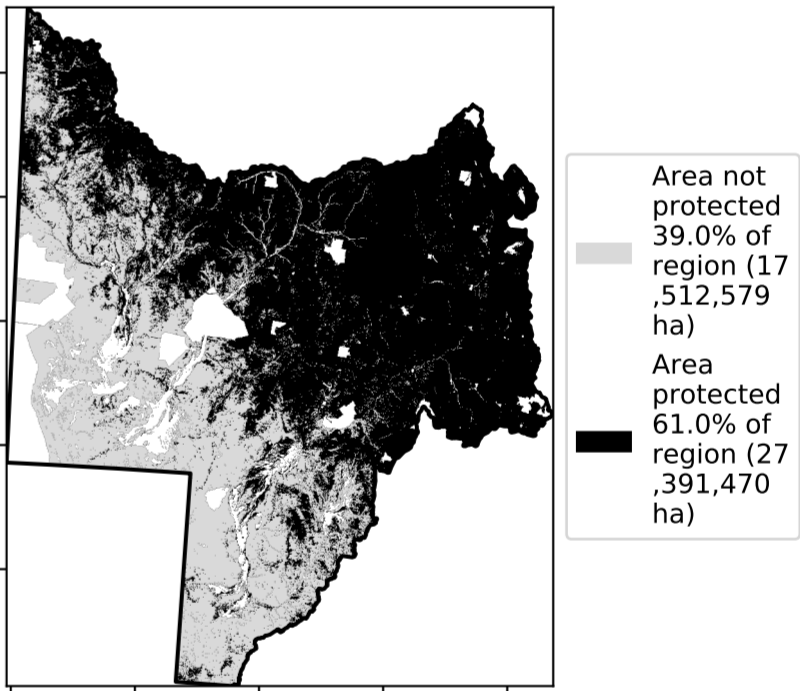 Area not
protected
39.0% of
region (17
,512,579
ha)
Area
protected
61.0% of
region (27
,391,470
ha)